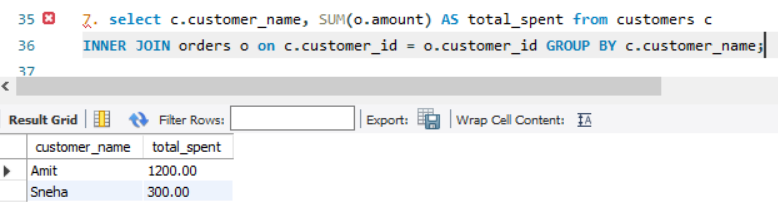 35 7. select c.customer_name, SUM(o.amount) AS total_spent from customers c
36 INNER JOIN orders o on c.customer_id = o.customer_id GROUP BY c.customer_name;
37
Result Grid Filter Rows: Export: Wrap Cell Content: IA
customer_name total_spent
Amit 1200.00
Sneha 300.00